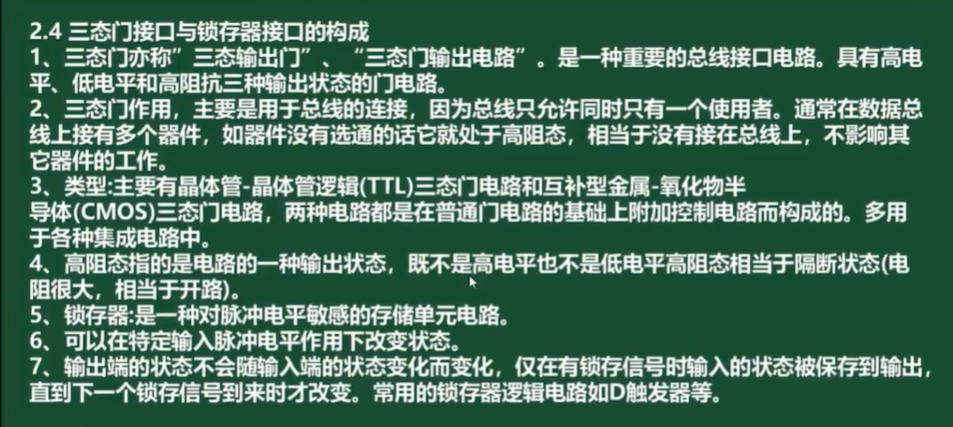 2.4 三态门接口与锁存器接口的构成
1、三态门亦称”三态输出门”、“三态门输出电路”。是一种重要的总线接口电路。具有高电
平、低电平和高阻抗三种输出状态的门电路。
2、三态门作用，主要是用于总线的连接，因为总线只允许同时只有一个使用者。通常在数据总
线上接有多个器件，如器件没有选通的话它就处于高阻态，相当于没有接在总线上，不影响其
它器件的工作。
3、类型:主要有晶体管-晶体管逻辑(TTL)三态门电路和互补型金属-氧化物半
导体(CMOS)三态门电路，两种电路都是在普通门电路的基础上附加控制电路而构成的。多用
于各种集成电路中。
4、高阻态指的是电路的一种输出状态，既不是高电平也不是低电平高阻态相当于隔断状态(电
阻很大，相当于开路)。
5、锁存器:是一种对脉冲电平敏感的存储单元电路。
6、可以在特定输入脉冲电平作用下改变状态。
7、输出端的状态不会随输入端的状态变化而变化，仅在有锁存信号时输入的状态被保存到输出，
直到下一个锁存信号到来时才改变。常用的锁存器逻辑电路如D触发器等。